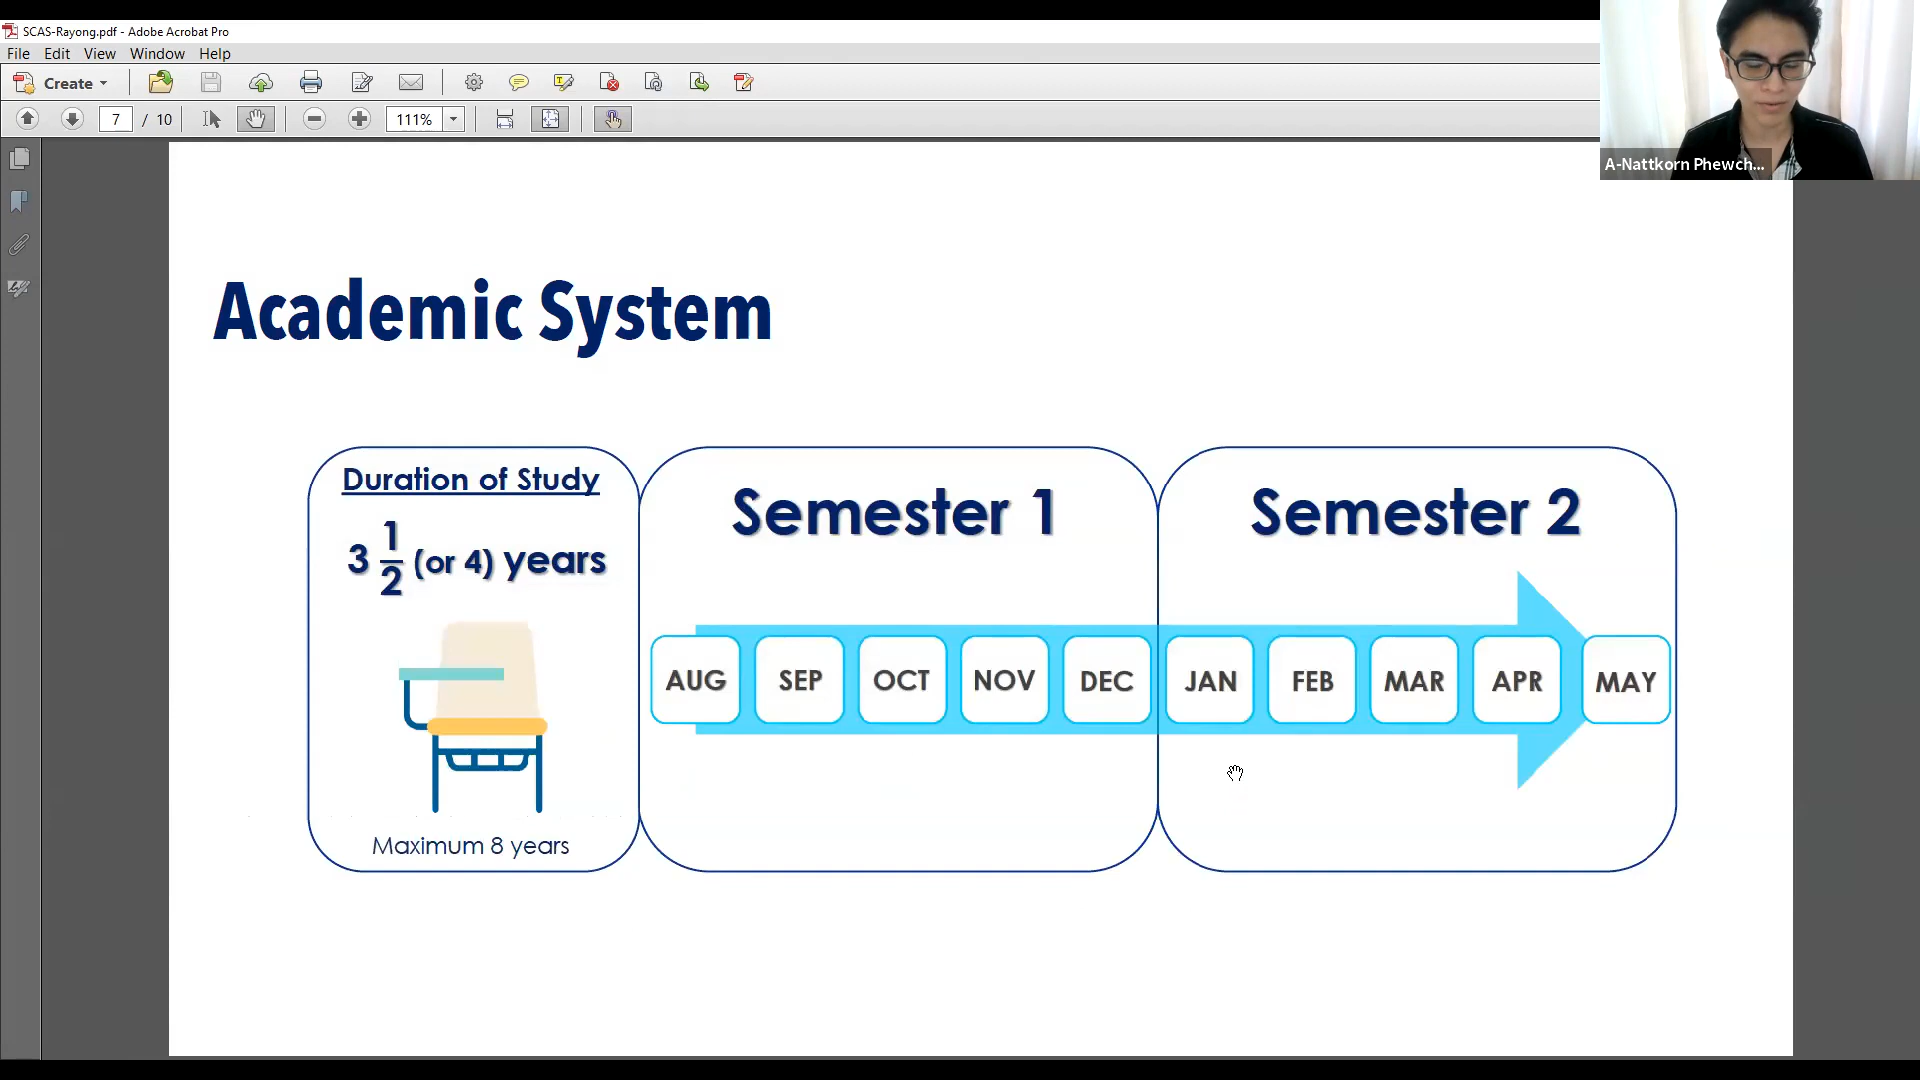 SCAS-Rayong.pdf - Adobe Acrobat Pro
File Edit View Window Help
Create
7 / 10 111%
A-Nattkorn Phewch...
Academic System
Duration of Study
3 1/2 (or 4) years
Maximum 8 years
Semester 1
Semester 2
AUG SEP OCT NOV DEC JAN FEB MAR APR MAY